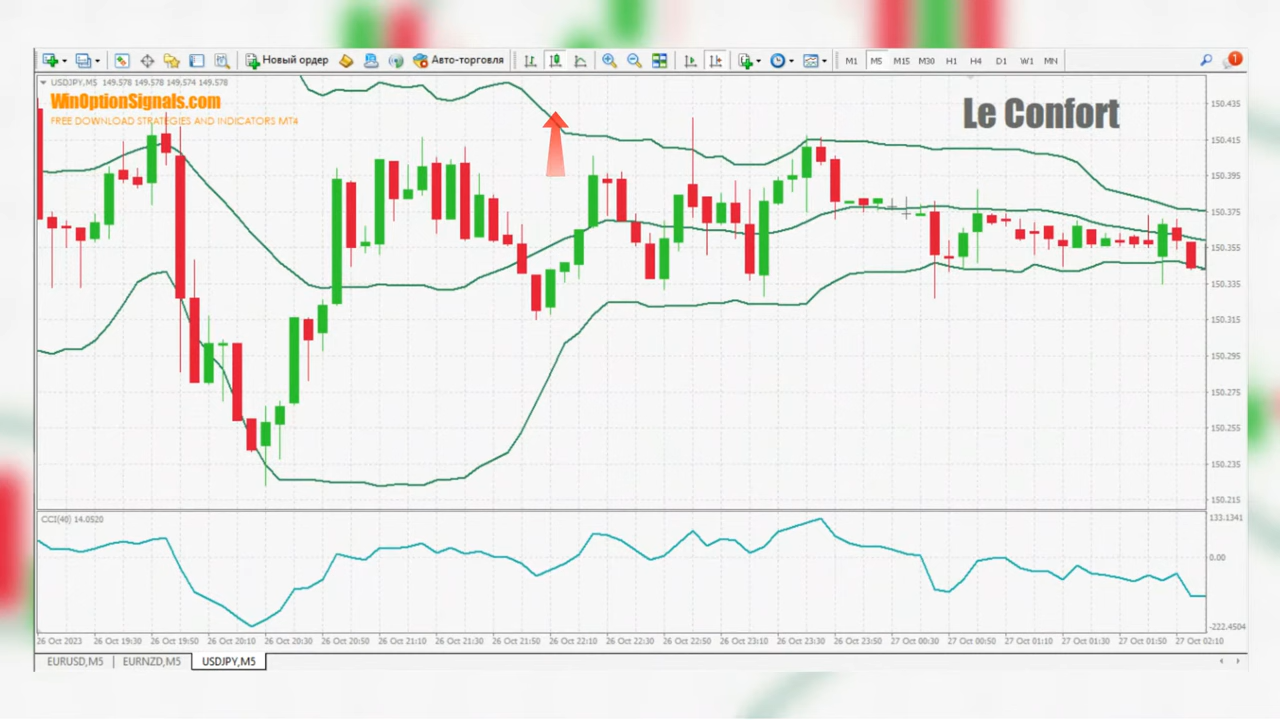 Новый ордер
Авто-торговля
M1 M5 M15 M30 H1 H4 D1 W1 MN
1
USDJPY,M5 149.578 149.578 149.574 149.578
WinOptionSignals.com
FREE DOWNLOAD STRATEGIES AND INDICATORS MT4
Le Confort
150.435
150.415
150.395
150.375
150.355
150.335
150.315
150.295
150.275
150.255
150.235
150.215
CCI(40) 14.0520
133.1341
0.00
-222.4504
26 Oct 2023 26 Oct 19:30 26 Oct 19:50 26 Oct 20:10 26 Oct 20:30 26 Oct 20:50 26 Oct 21:10 26 Oct 21:30 26 Oct 21:50 26 Oct 22:10 26 Oct 22:30 26 Oct 22:50 26 Oct 23:10 26 Oct 23:30 26 Oct 23:50 27 Oct 00:30 27 Oct 00:50 27 Oct 01:10 27 Oct 01:30 27 Oct 01:50 27 Oct 02:10
EURUSD,M5 EURNZD,M5 USDJPY,M5